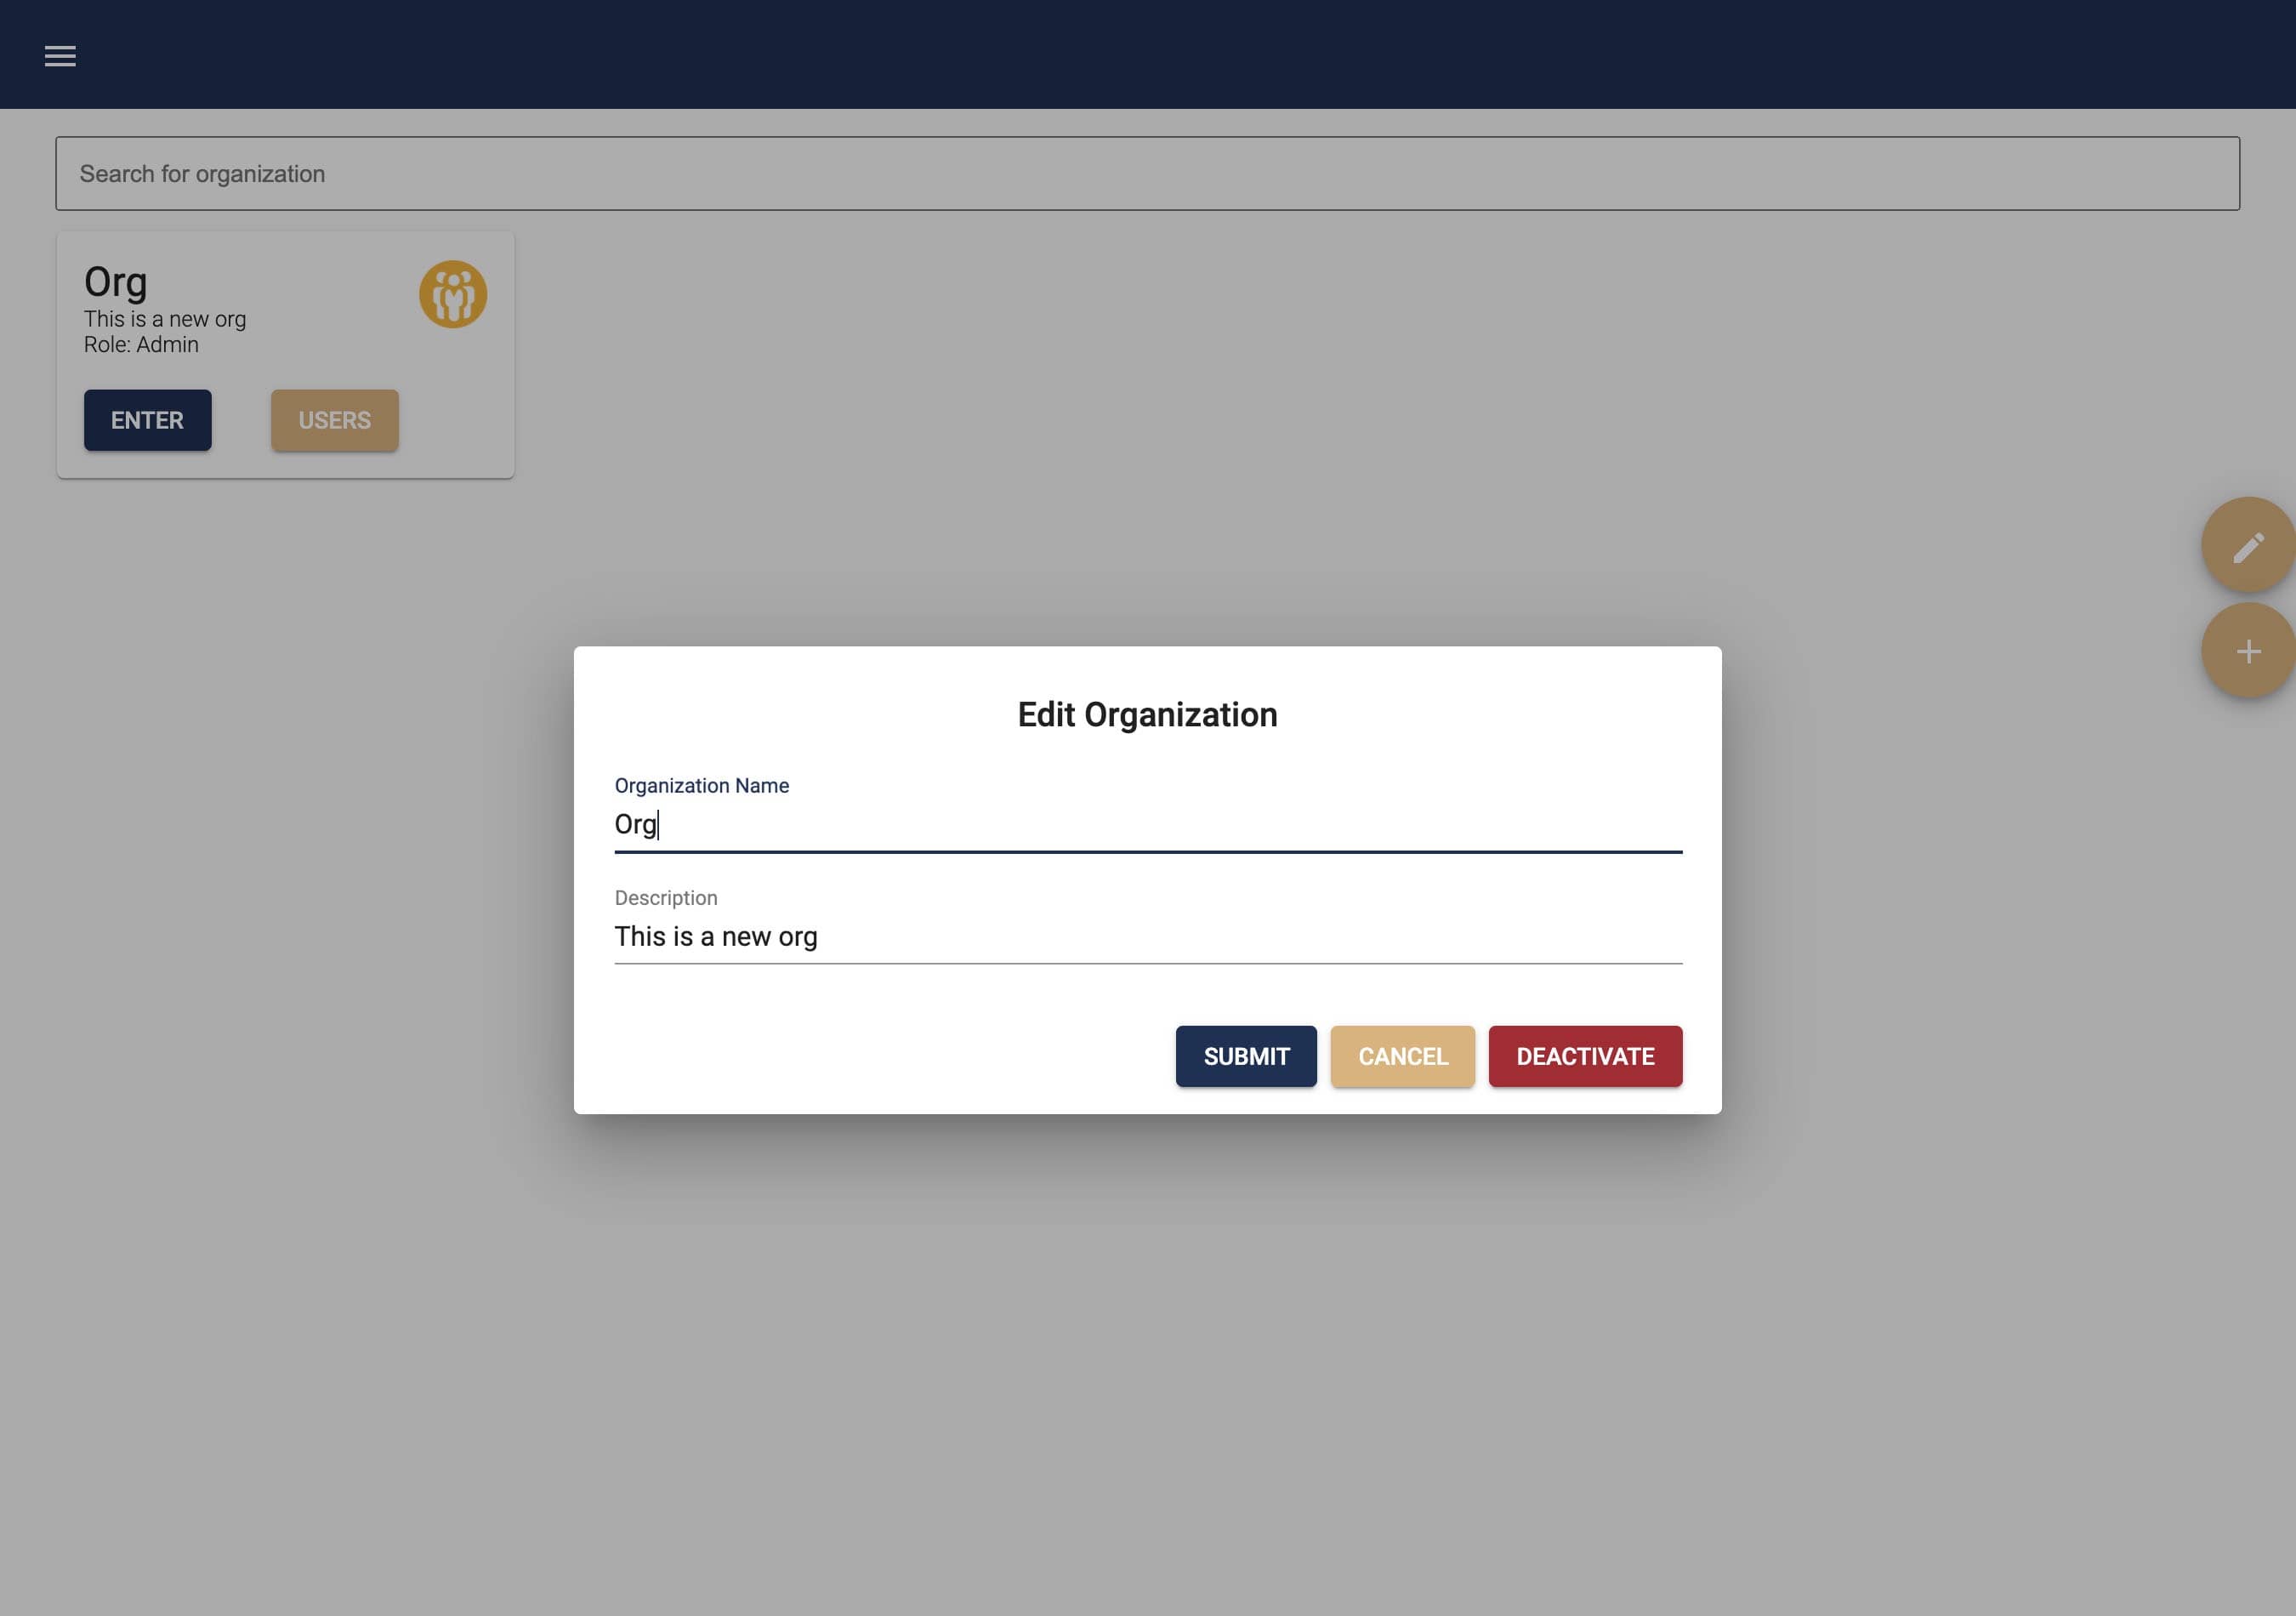 Search for organization
Org
This is a new org
Role: Admin
ENTER USERS
Edit Organization
Organization Name
Org
Description
This is a new org
SUBMIT CANCEL DEACTIVATE